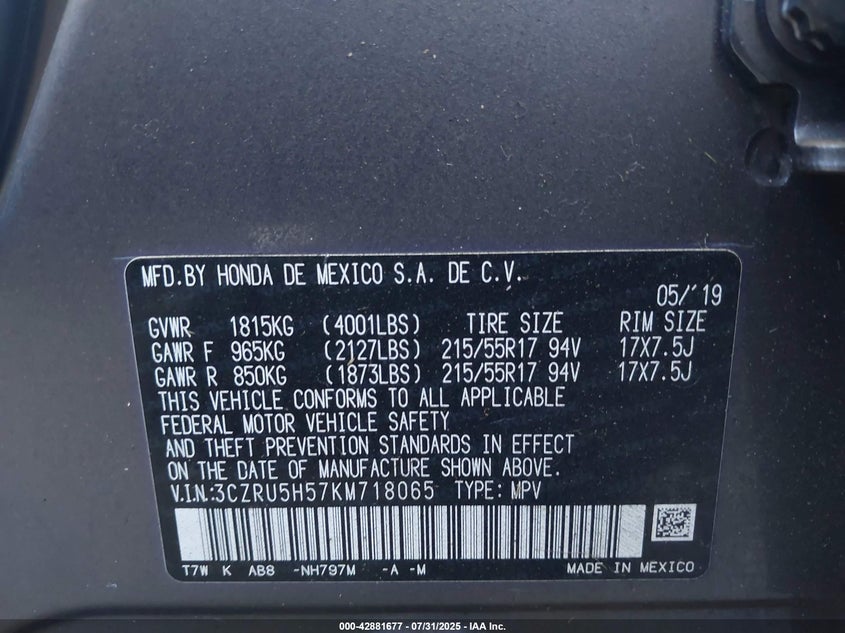 MFD.BY HONDA DE MEXICO S.A. DE C.V.
05/'19
GVWR 1815KG (4001LBS) TIRE SIZE RIM SIZE
GAWR F 965KG (2127LBS) 215/55R17 94V 17X7.5J
GAWR R 850KG (1873LBS) 215/55R17 94V 17X7.5J
THIS VEHICLE CONFORMS TO ALL APPLICABLE
FEDERAL MOTOR VEHICLE SAFETY
AND THEFT PREVENTION STANDARDS IN EFFECT
ON THE DATE OF MANUFACTURE SHOWN ABOVE.
V.I.N.:3CZRU5H57KM718065 TYPE: MPV
T7W K AB8 -NH797M -A -M MADE IN MEXICO
000-42881677 - 07/31/2025 - IAA Inc.